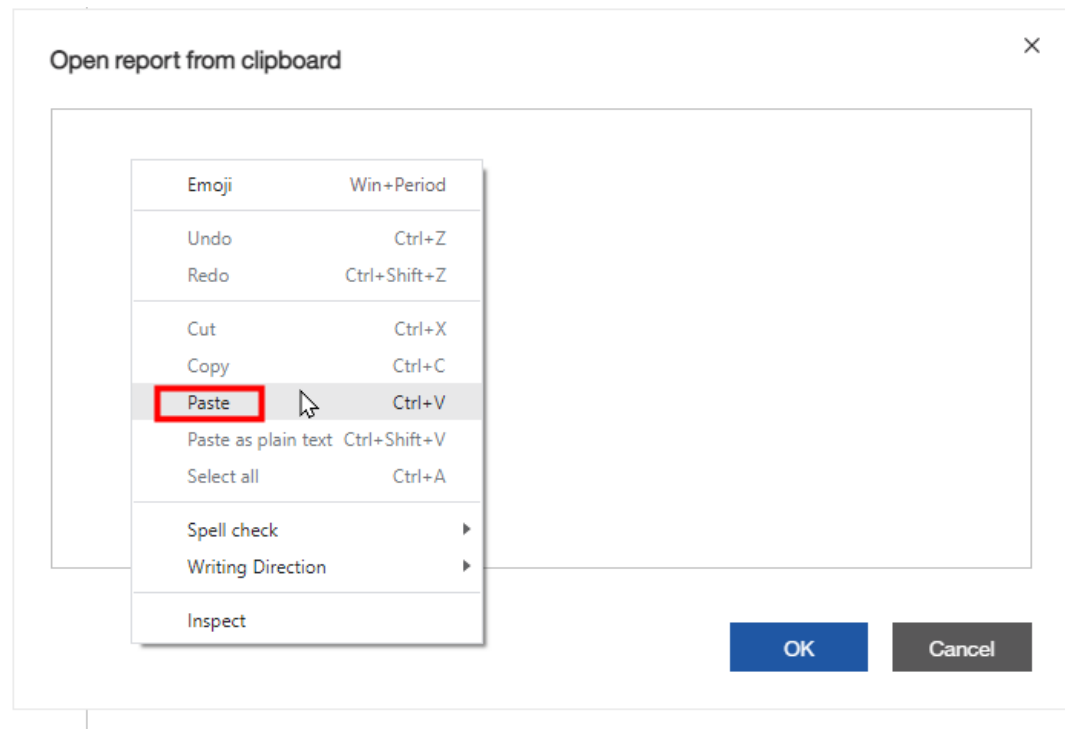 Open report from clipboard
Emoji Win+Period
Undo Ctrl+Z
Redo Ctrl+Shift+Z
Cut Ctrl+X
Copy Ctrl+C
Paste Ctrl+V
Paste as plain text Ctrl+Shift+V
Select all Ctrl+A
Spell check
Writing Direction
Inspect
OK Cancel